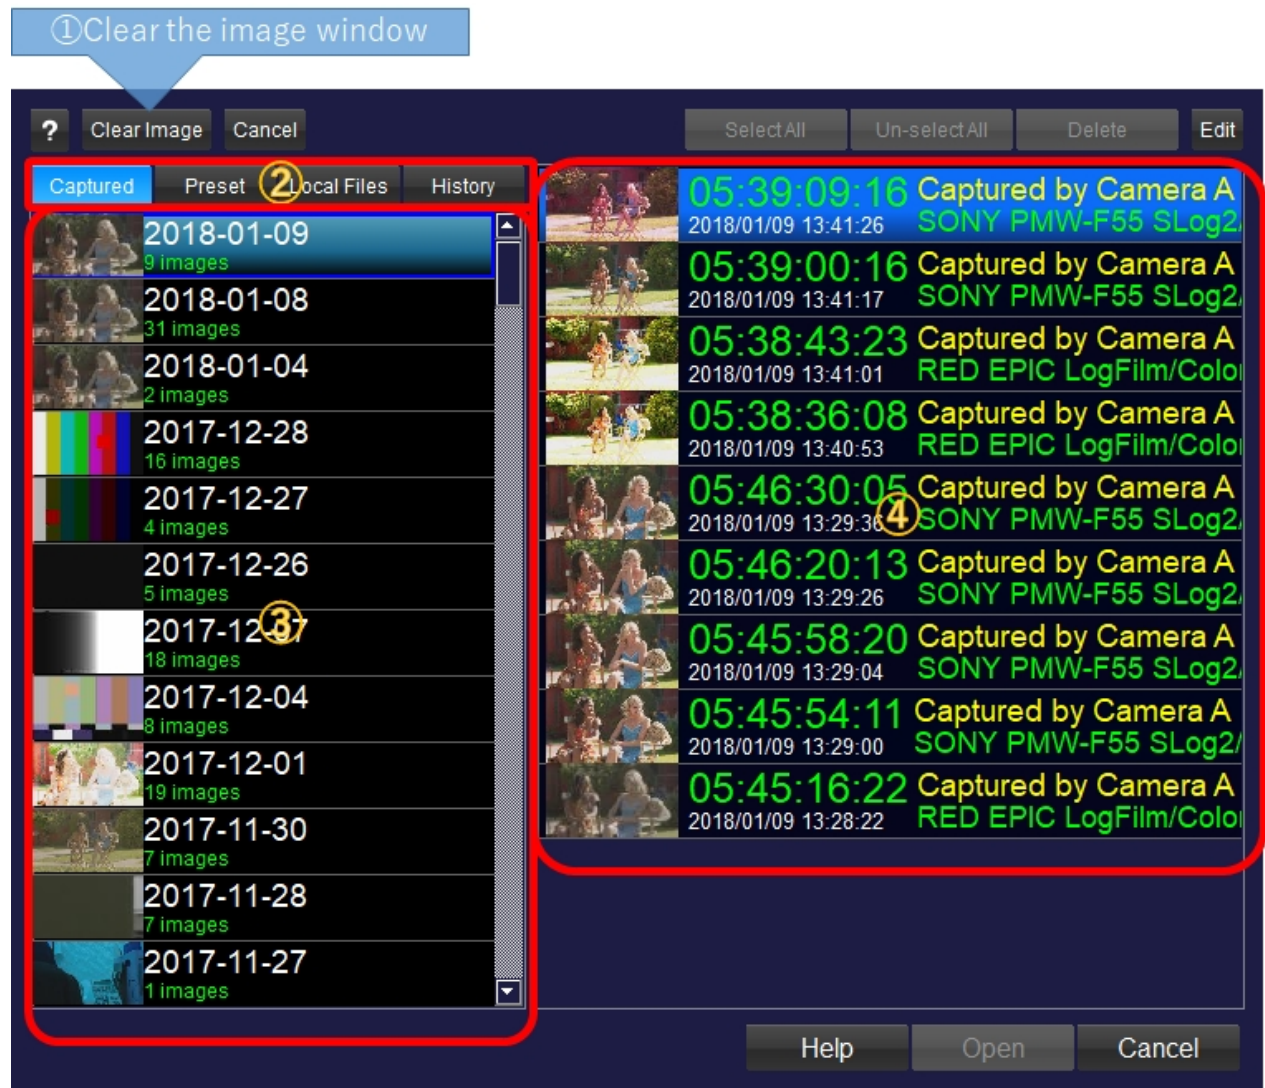 ①Clear the image window
? Clear Image Cancel Select All Un-select All Delete Edit
Captured Preset ② Local Files History
2018-01-09
9 images
2018-01-08
31 images
2018-01-04
2 images
2017-12-28
16 images
2017-12-27
4 images
2017-12-26
5 images
③
2017-12-07
18 images
2017-12-04
8 images
2017-12-01
19 images
2017-11-30
7 images
2017-11-28
7 images
2017-11-27
1 images
05:39:09:16 Captured by Camera A
2018/01/09 13:41:26 SONY PMW-F55 SLog2/
05:39:00:16 Captured by Camera A
2018/01/09 13:41:17 SONY PMW-F55 SLog2/
05:38:43:23 Captured by Camera A
2018/01/09 13:41:01 RED EPIC LogFilm/Color
05:38:36:08 Captured by Camera A
2018/01/09 13:40:53 RED EPIC LogFilm/Color
05:46:30:05 Captured by Camera A
2018/01/09 13:29:36 ④ SONY PMW-F55 SLog2/
05:46:20:13 Captured by Camera A
2018/01/09 13:29:26 SONY PMW-F55 SLog2/
05:45:58:20 Captured by Camera A
2018/01/09 13:29:04 SONY PMW-F55 SLog2/
05:45:54:11 Captured by Camera A
2018/01/09 13:29:00 SONY PMW-F55 SLog2/
05:45:16:22 Captured by Camera A
2018/01/09 13:28:22 RED EPIC LogFilm/Color
Help Open Cancel